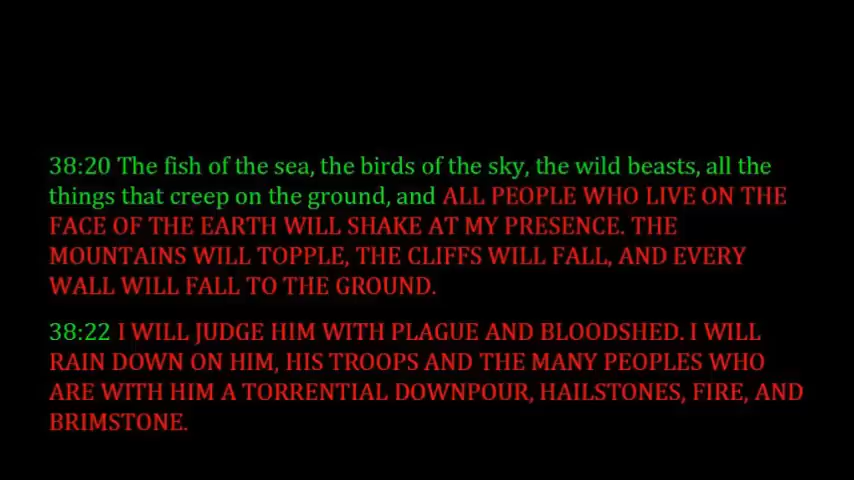 38:20 The fish of the sea, the birds of the sky, the wild beasts, all the
things that creep on the ground, and ALL PEOPLE WHO LIVE ON THE
FACE OF THE EARTH WILL SHAKE AT MY PRESENCE. THE
MOUNTAINS WILL TOPPLE, THE CLIFFS WILL FALL, AND EVERY
WALL WILL FALL TO THE GROUND.
38:22 I WILL JUDGE HIM WITH PLAGUE AND BLOODSHED. I WILL
RAIN DOWN ON HIM, HIS TROOPS AND THE MANY PEOPLES WHO
ARE WITH HIM A TORRENTIAL DOWNPOUR, HAILSTONES, FIRE, AND
BRIMSTONE.